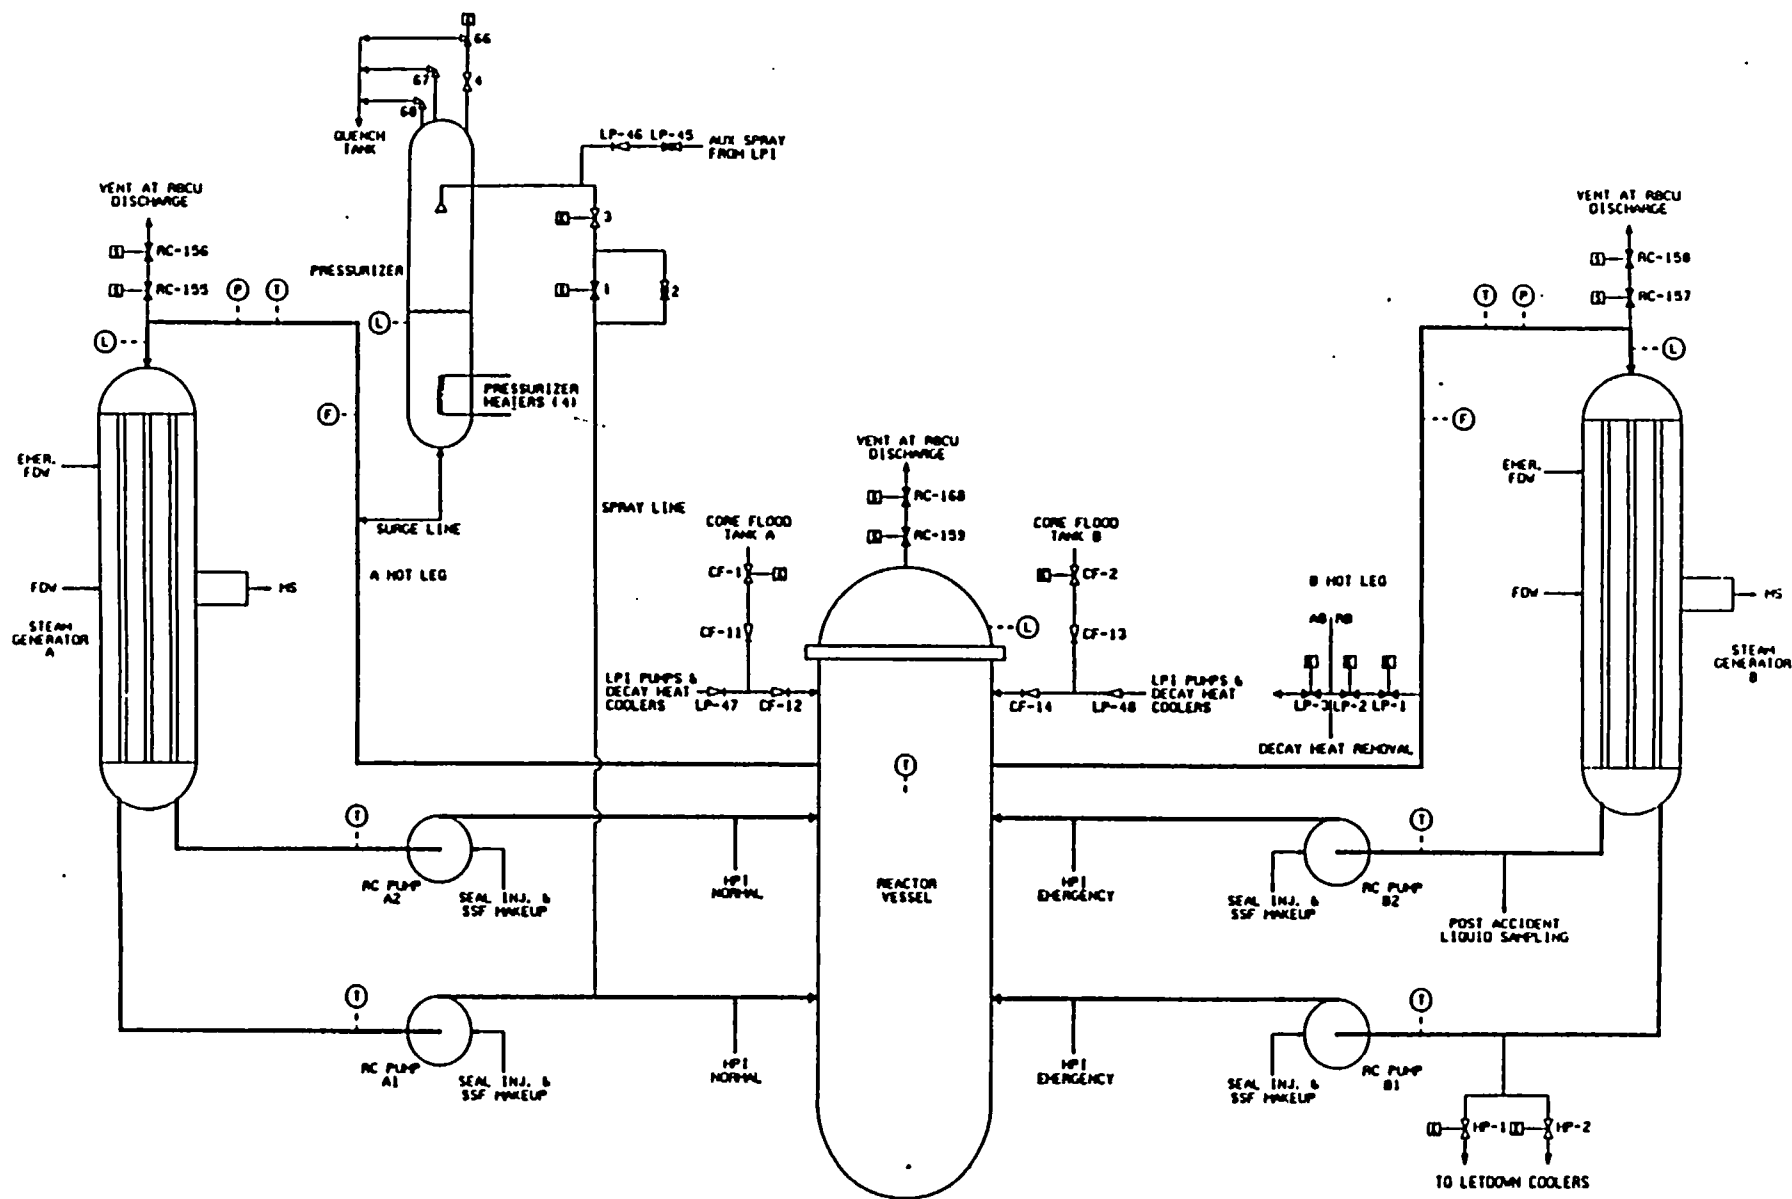 66
67
4
68
QUENCH
TANK
LP-46 LP-45
AUX SPRAY
FROM LPI
VENT AT RBCU
DISCHARGE
VENT AT RBCU
DISCHARGE
3
RC-156
RC-158
PRESSURIZER
RC-155
P
T
1
2
T
P
RC-157
L
L
L
PRESSURIZER
HEATERS (4)
F
F
VENT AT RBCU
DISCHARGE
EMER.
FDW
EMER.
FDW
RC-160
SPRAY LINE
SURGE LINE
CORE FLOOD
TANK A
RC-159
CORE FLOOD
TANK B
A HOT LEG
CF-1
CF-2
B HOT LEG
FDW
MS
FDW
MS
AB RB
STEAM
GENERATOR
A
CF-11
L
CF-13
STEAM
GENERATOR
B
LPI PUMPS &
DECAY HEAT
COOLERS
LP-47 CF-12
CF-14 LP-48
LPI PUMPS &
DECAY HEAT
COOLERS
LP-3 LP-2 LP-1
DECAY HEAT REMOVAL
T
T
T
RC PUMP
A2
SEAL INJ. &
SSF MAKEUP
HPI
NORMAL
REACTOR
VESSEL
HPI
EMERGENCY
SEAL INJ. &
SSF MAKEUP
RC PUMP
B2
POST ACCIDENT
LIQUID SAMPLING
T
T
RC PUMP
A1
SEAL INJ. &
SSF MAKEUP
HPI
NORMAL
HPI
EMERGENCY
SEAL INJ. &
SSF MAKEUP
RC PUMP
B1
HP-1
HP-2
TO LETDOWN COOLERS